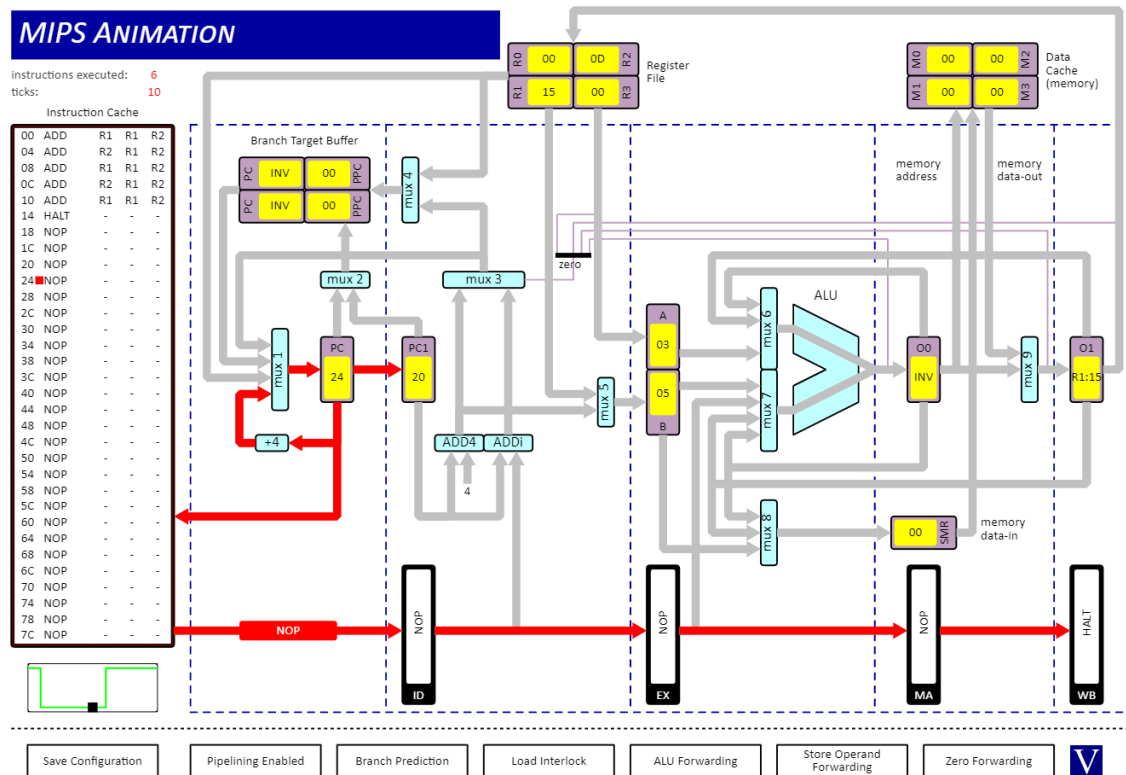 MIPS ANIMATION
instructions executed: 6
ticks: 10
Instruction Cache
00 ADD R1 R1 R2
04 ADD R2 R1 R2
08 ADD R1 R1 R2
0C ADD R2 R1 R2
10 ADD R1 R1 R2
14 HALT - - -
18 NOP - - -
1C NOP - - -
20 NOP - - -
24 NOP - - -
28 NOP - - -
2C NOP - - -
30 NOP - - -
34 NOP - - -
38 NOP - - -
3C NOP - - -
40 NOP - - -
44 NOP - - -
48 NOP - - -
4C NOP - - -
50 NOP - - -
54 NOP - - -
58 NOP - - -
5C NOP - - -
60 NOP - - -
64 NOP - - -
68 NOP - - -
6C NOP - - -
70 NOP - - -
74 NOP - - -
78 NOP - - -
7C NOP - - -
R0 00 0D R2
R1 15 00 R3
Register
File
M0 00 00 M2
M1 00 00 M3
Data
Cache
(memory)
Branch Target Buffer
PC INV 00 PPC
PC INV 00 PPC
mux 4
memory
address
memory
data-out
zero
mux 2
mux 3
mux 1
PC
24
PC1
20
+4
ADD4
ADDi
4
mux 5
A
03
05
B
mux 6
mux 7
ALU
O0
INV
mux 9
O1
R1:15
mux 8
00 SMR
memory
data-in
NOP
NOP
ID
NOP
EX
NOP
MA
HALT
WB
Save Configuration
Pipelining Enabled
Branch Prediction
Load Interlock
ALU Forwarding
Store Operand
Forwarding
Zero Forwarding
V